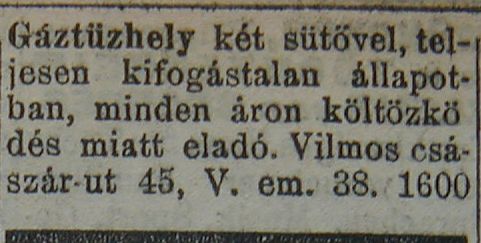 Gáztüzhely két sütővel, tel-
jesen kifogástalan állapot-
ban, minden áron költözkö
dés miatt eladó. Vilmos csá-
szár-ut 45, V. em. 38. 1600